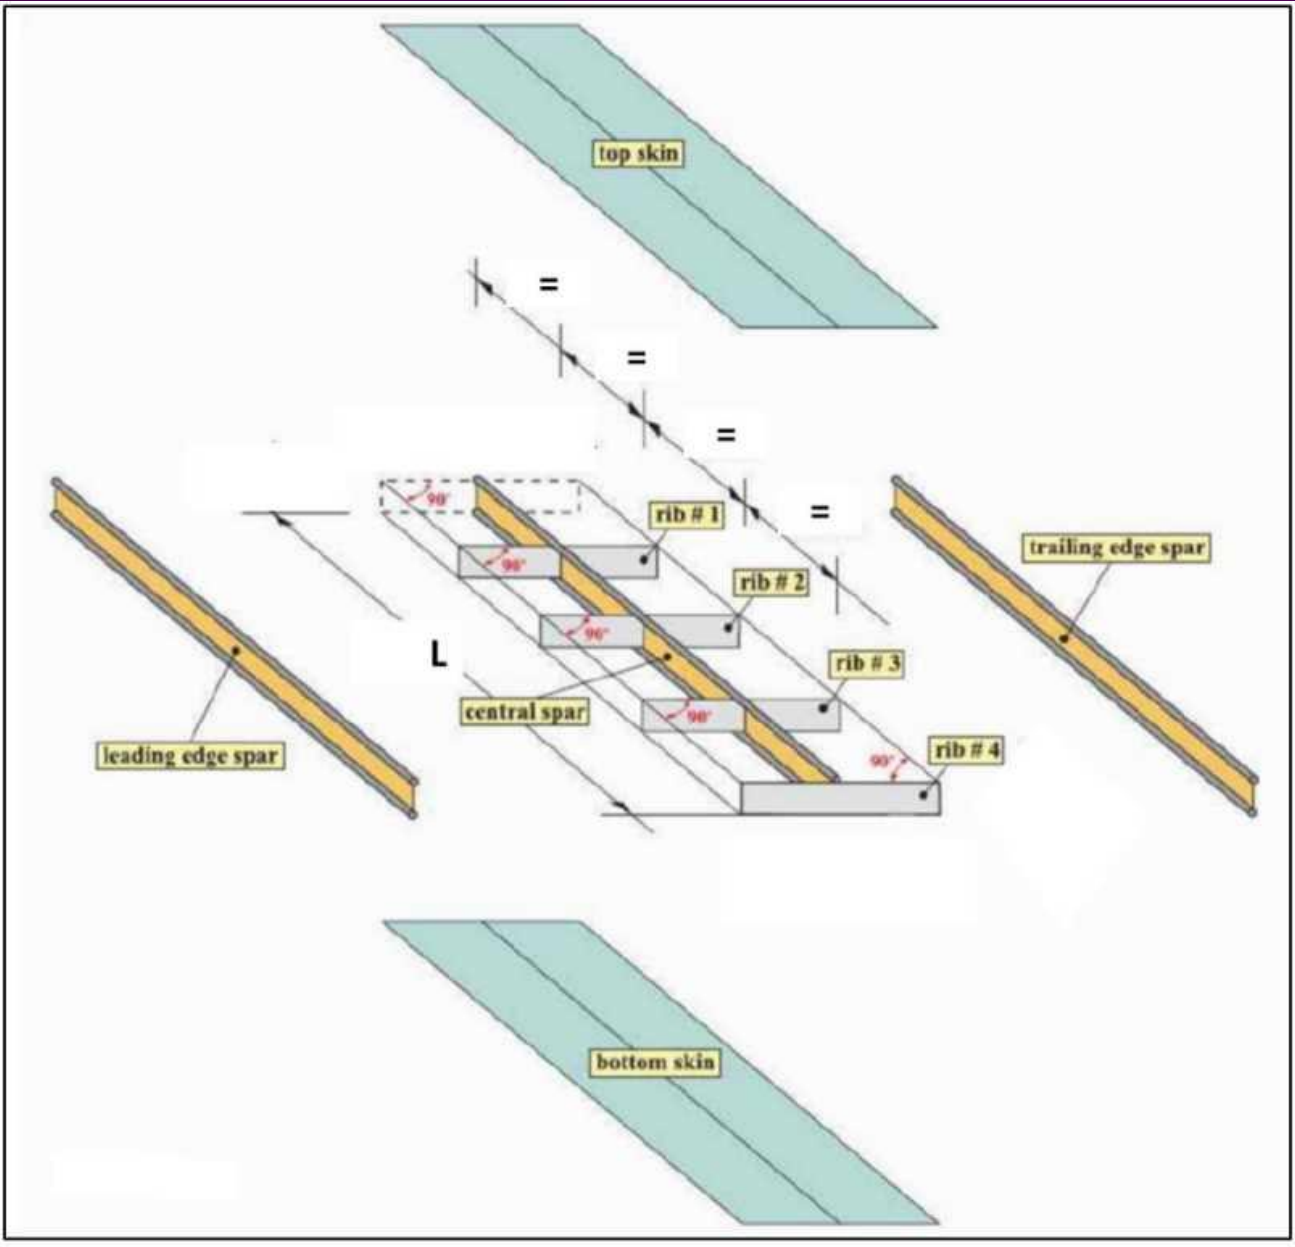 top skin
=
=
=
=
90°
rib # 1
90°
trailing edge spar
rib # 2
90°
L
rib # 3
central spar
90°
leading edge spar
90°
rib # 4
bottom skin